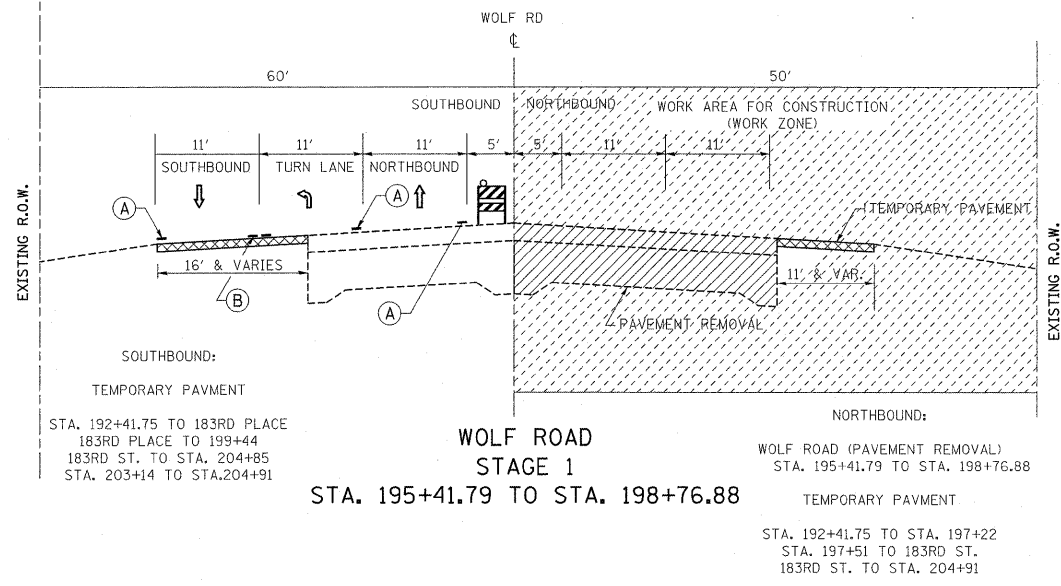 WOLF RD
℄
60'
50'
SOUTHBOUND
NORTHBOUND
WORK AREA FOR CONSTRUCTION
(WORK ZONE)
11'
11'
11'
5'
5'
11'
11'
SOUTHBOUND
TURN LANE
NORTHBOUND
A
A
TEMPORARY PAVEMENT
EXISTING R.O.W.
EXISTING R.O.W.
16' & VARIES
11' & VAR.
B
A
PAVEMENT REMOVAL
SOUTHBOUND:
TEMPORARY PAVMENT
STA. 192+41.75 TO 183RD PLACE
183RD PLACE TO 199+44
183RD ST. TO STA. 204+85
STA. 203+14 TO STA.204+91
WOLF ROAD
STAGE 1
STA. 195+41.79 TO STA. 198+76.88
NORTHBOUND:
WOLF ROAD (PAVEMENT REMOVAL)
STA. 195+41.79 TO STA. 198+76.88
TEMPORARY PAVMENT
STA. 192+41.75 TO STA. 197+22
STA. 197+51 TO 183RD ST.
183RD ST. TO STA. 204+91